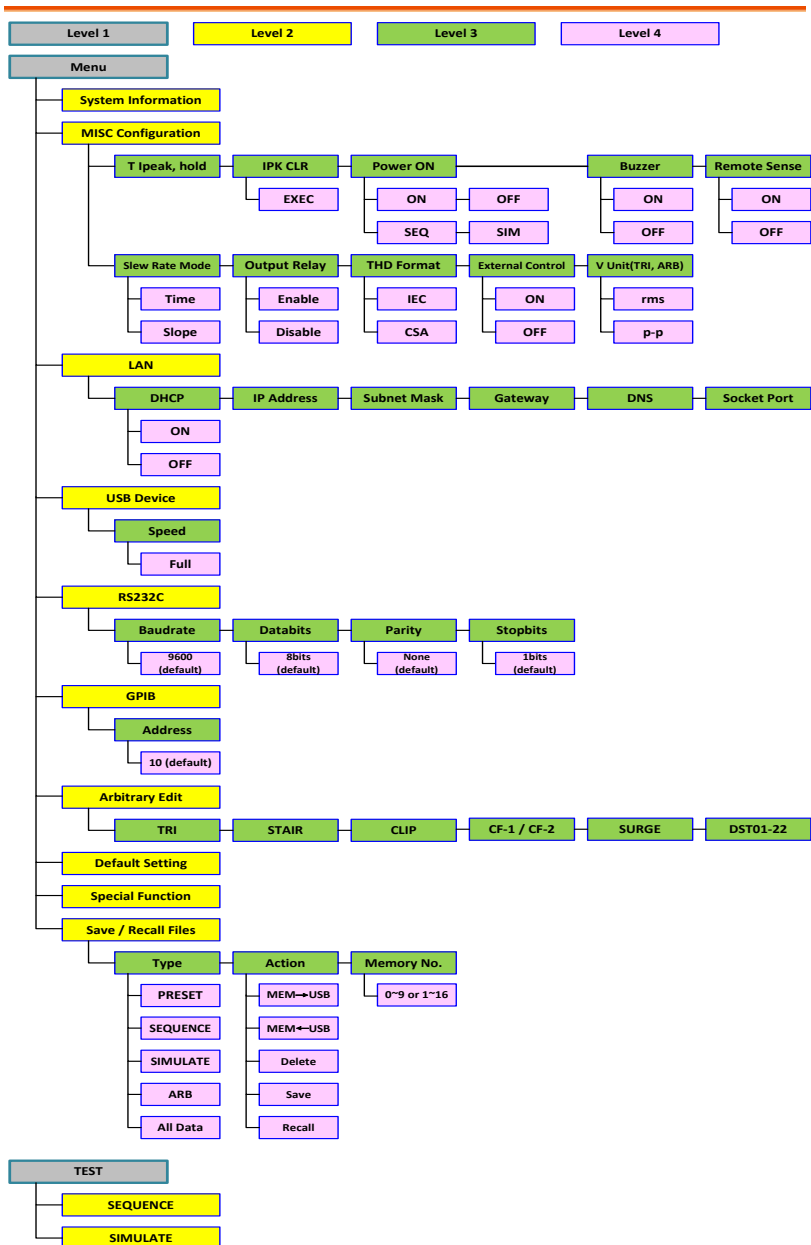 Level 1 Level 2 Level 3 Level 4
Menu
System Information
MISC Configuration
T Ipeak, hold IPK CLR Power ON Buzzer Remote Sense
EXEC ON OFF ON ON
SEQ SIM OFF OFF
Slew Rate Mode Output Relay THD Format External Control V Unit(TRI, ARB)
Time Enable IEC ON rms
Slope Disable CSA OFF p-p
LAN
DHCP IP Address Subnet Mask Gateway DNS Socket Port
ON
OFF
USB Device
Speed
Full
RS232C
Baudrate Databits Parity Stopbits
9600 (default) 8bits (default) None (default) 1bits (default)
GPIB
Address
10 (default)
Arbitrary Edit
TRI STAIR CLIP CF-1 / CF-2 SURGE DST01-22
Default Setting
Special Function
Save / Recall Files
Type Action Memory No.
PRESET MEM→USB 0~9 or 1~16
SEQUENCE MEM←USB
SIMULATE Delete
ARB Save
All Data Recall
TEST
SEQUENCE
SIMULATE